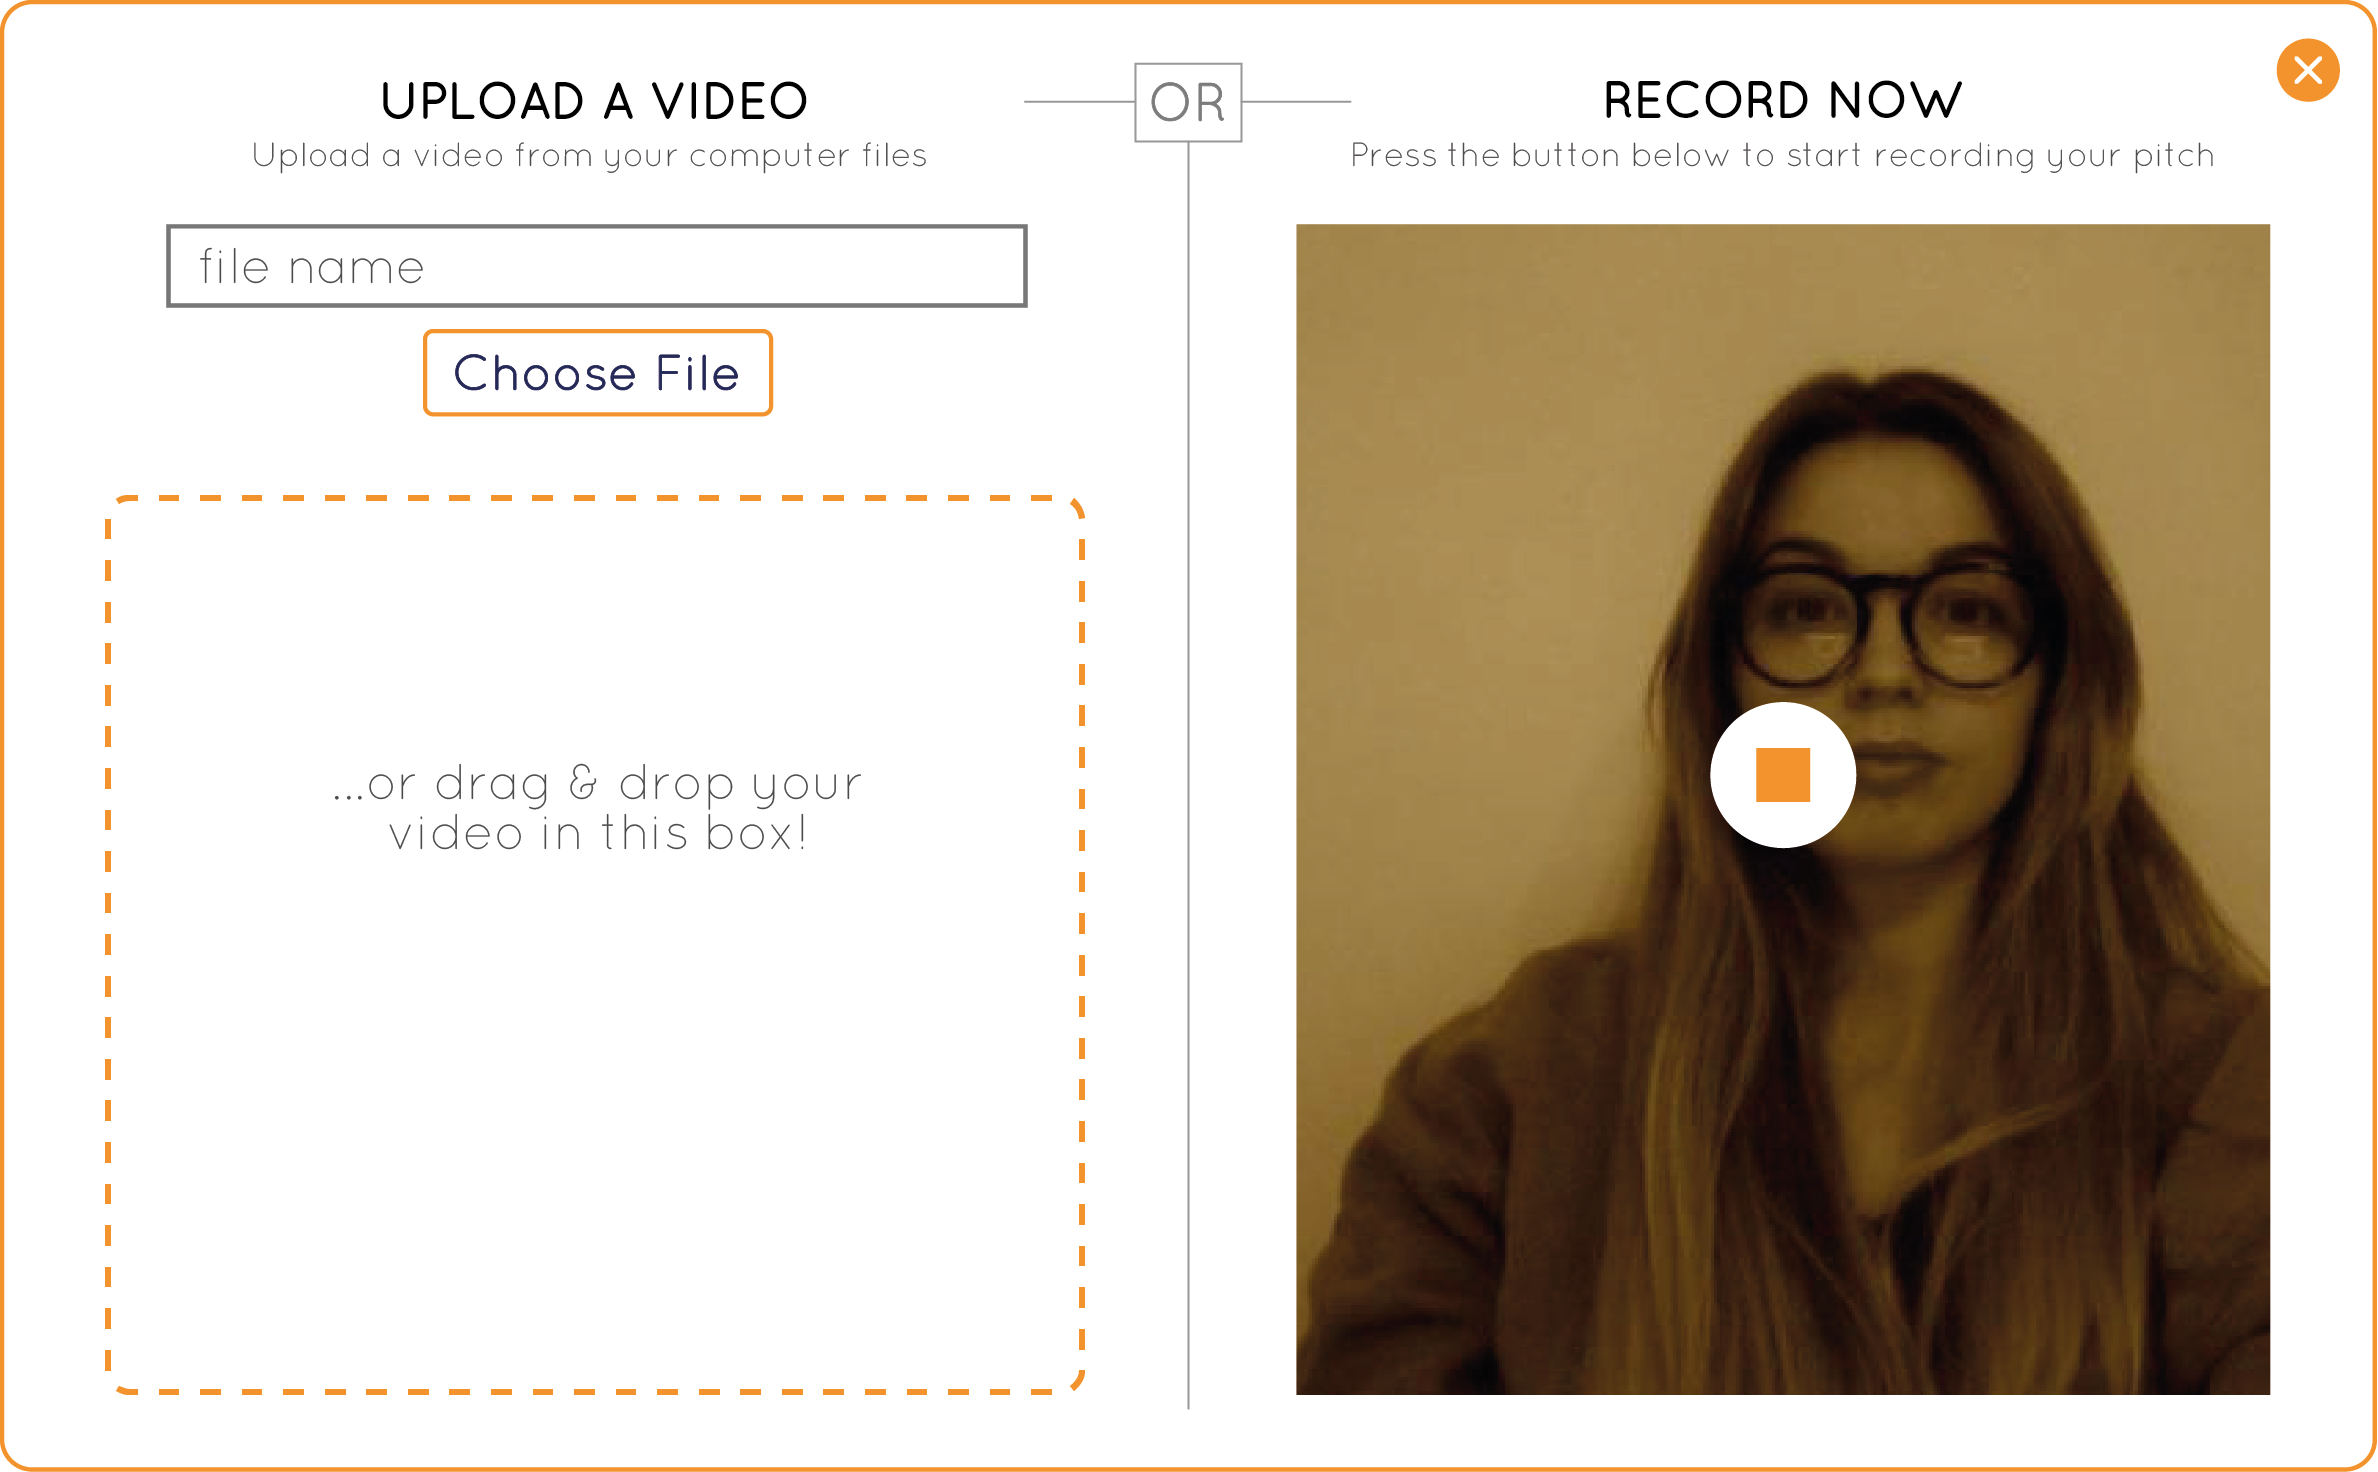 UPLOAD A VIDEO
Upload a video from your computer files
file name
Choose File
...or drag & drop your
video in this box!
OR
RECORD NOW
Press the button below to start recording your pitch